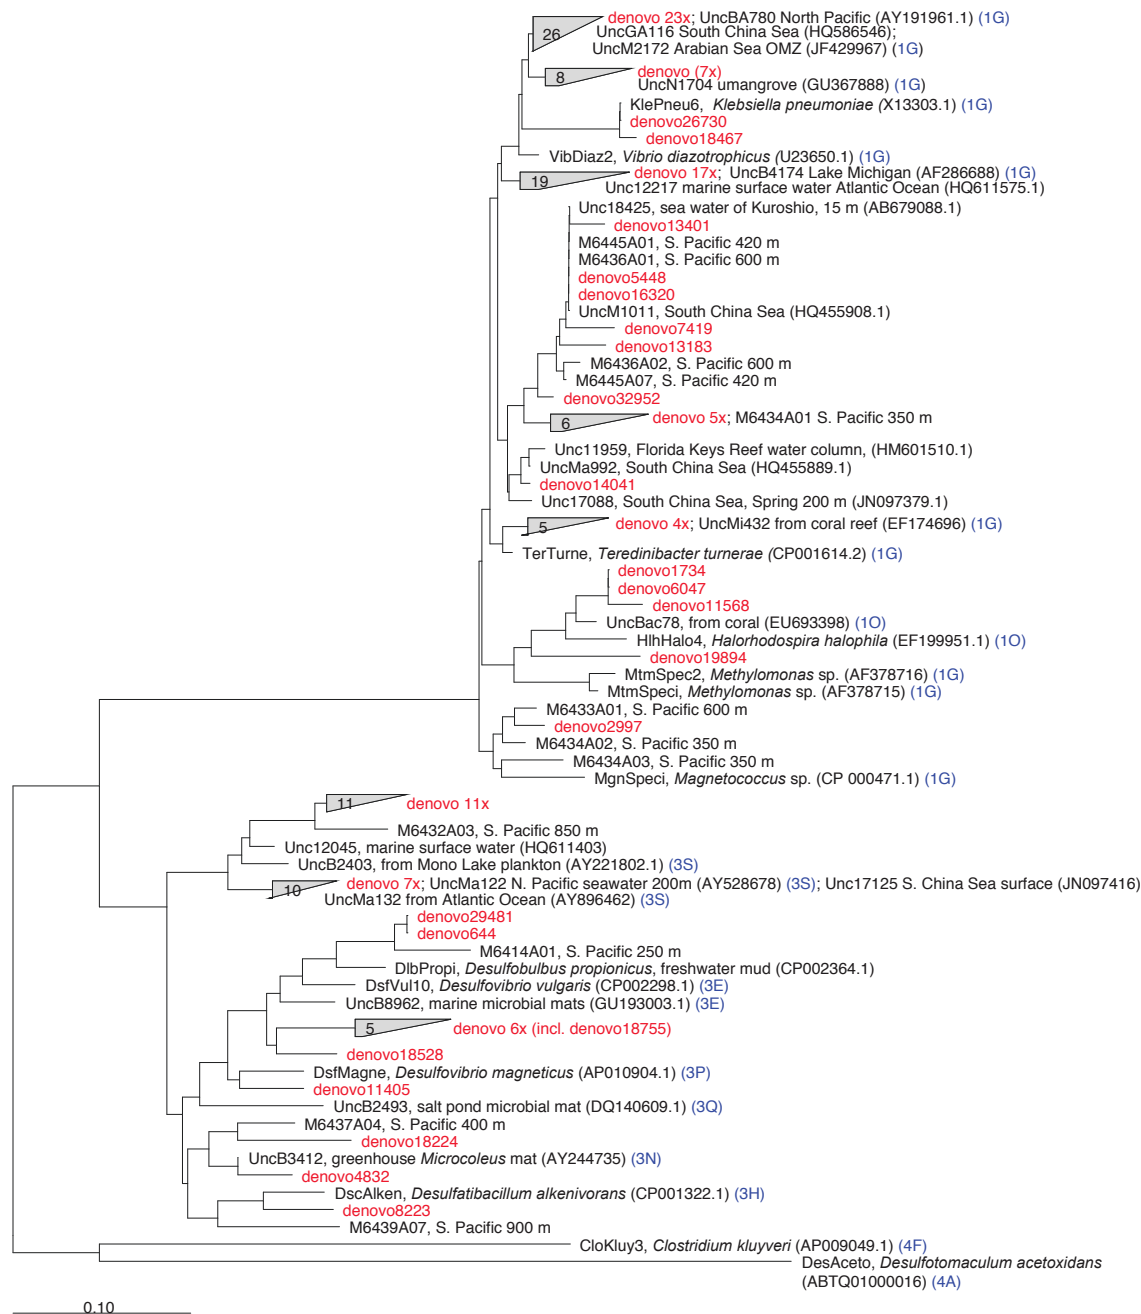 denovo 23x; UncBA780 North Pacific (AY191961.1) (1G)
26
UncGA116 South China Sea (HQ586546);
UncM2172 Arabian Sea OMZ (JF429967) (1G)
denovo (7x)
8
UncN1704 umangrove (GU367888) (1G)
KlePneu6, Klebsiella pneumoniae (X13303.1) (1G)
denovo26730
denovo18467
VibDiaz2, Vibrio diazotrophicus (U23650.1) (1G)
denovo 17x; UncB4174 Lake Michigan (AF286688) (1G)
19
Unc12217 marine surface water Atlantic Ocean (HQ611575.1)
Unc18425, sea water of Kuroshio, 15 m (AB679088.1)
denovo13401
M6445A01, S. Pacific 420 m
M6436A01, S. Pacific 600 m
denovo5448
denovo16320
UncM1011, South China Sea (HQ455908.1)
denovo7419
denovo13183
M6436A02, S. Pacific 600 m
M6445A07, S. Pacific 420 m
denovo32952
6 denovo 5x; M6434A01 S. Pacific 350 m
Unc11959, Florida Keys Reef water column, (HM601510.1)
UncMa992, South China Sea (HQ455889.1)
denovo14041
Unc17088, South China Sea, Spring 200 m (JN097379.1)
5 denovo 4x; UncMi432 from coral reef (EF174696) (1G)
TerTurne, Teredinibacter turnerae (CP001614.2) (1G)
denovo1734
denovo6047
denovo11568
UncBac78, from coral (EU693398) (1O)
HlhHalo4, Halorhodospira halophila (EF199951.1) (1O)
denovo19894
MtmSpec2, Methylomonas sp. (AF378716) (1G)
MtmSpeci, Methylomonas sp. (AF378715) (1G)
M6433A01, S. Pacific 600 m
denovo2997
M6434A02, S. Pacific 350 m
M6434A03, S. Pacific 350 m
MgnSpeci, Magnetococcus sp. (CP 000471.1) (1G)
11 denovo 11x
M6432A03, S. Pacific 850 m
Unc12045, marine surface water (HQ611403)
UncB2403, from Mono Lake plankton (AY221802.1) (3S)
10 denovo 7x; UncMa122 N. Pacific seawater 200m (AY528678) (3S); Unc17125 S. China Sea surface (JN097416)
UncMa132 from Atlantic Ocean (AY896462) (3S)
denovo29481
denovo644
M6414A01, S. Pacific 250 m
DlbPropi, Desulfobulbus propionicus, freshwater mud (CP002364.1)
DsfVul10, Desulfovibrio vulgaris (CP002298.1) (3E)
UncB8962, marine microbial mats (GU193003.1) (3E)
5 denovo 6x (incl. denovo18755)
denovo18528
DsfMagne, Desulfovibrio magneticus (AP010904.1) (3P)
denovo11405
UncB2493, salt pond microbial mat (DQ140609.1) (3Q)
M6437A04, S. Pacific 400 m
denovo18224
UncB3412, greenhouse Microcoleus mat (AY244735) (3N)
denovo4832
DscAlken, Desulfatibacillum alkenivorans (CP001322.1) (3H)
denovo8223
M6439A07, S. Pacific 900 m
CloKluy3, Clostridium kluyveri (AP009049.1) (4F)
DesAceto, Desulfotomaculum acetoxidans
(ABTQ01000016) (4A)
0.10